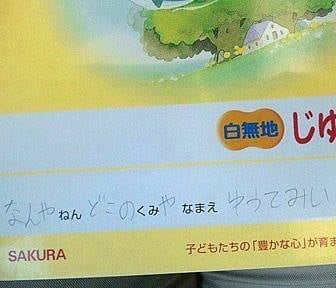 白無地 じゆ
なんや ねん どこの くみ や なまえ ゆうてみい
SAKURA 子どもたちの「豊かな心」が育ま